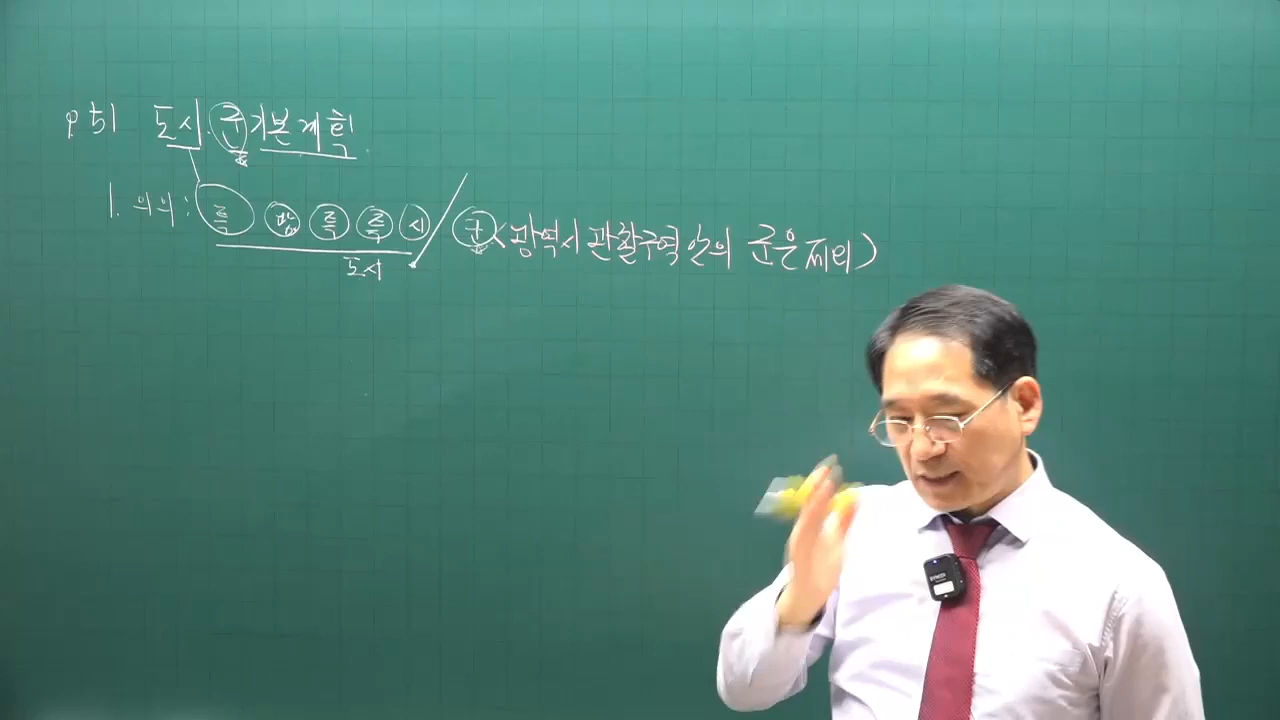 p.51 도시.군기본계획
1. 의의: 특 광 특 특 시 / 군(광역시 관할구역 안의 군은 제외)
도시